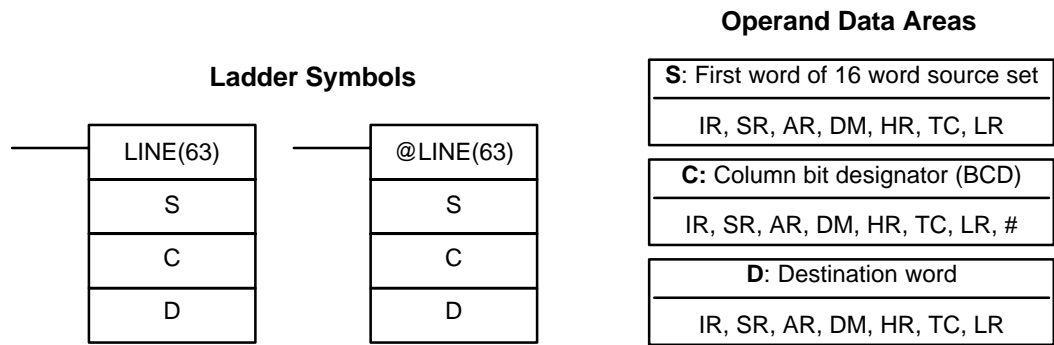 Ladder Symbols
LINE(63)
S
C
D
@LINE(63)
S
C
D
Operand Data Areas
S: First word of 16 word source set
IR, SR, AR, DM, HR, TC, LR
C: Column bit designator (BCD)
IR, SR, AR, DM, HR, TC, LR, #
D: Destination word
IR, SR, AR, DM, HR, TC, LR